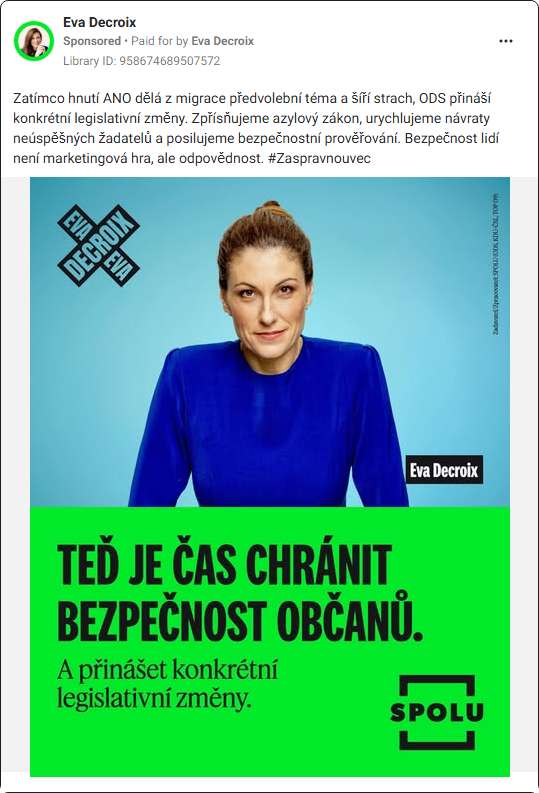 Eva Decroix
Sponsored • Paid for by Eva Decroix
Library ID: 958674689507572
Zatímco hnutí ANO dělá z migrace předvolební téma a šíří strach, ODS přináší
konkrétní legislativní změny. Zpřísňujeme azylový zákon, urychlujeme návraty
neúspěšných žadatelů a posilujeme bezpečnostní prověřování. Bezpečnost lidí
není marketingová hra, ale odpovědnost. #Zaspravnouvec
EVA
DECROIX
EVA
Zadavatel/Zpracovatel: SPOLU (ODS, KDU-ČSL, TOP 09)
Eva Decroix
TEĎ JE ČAS CHRÁNIT
BEZPEČNOST OBČANŮ.
A přinášet konkrétní
legislativní změny.
SPOLU